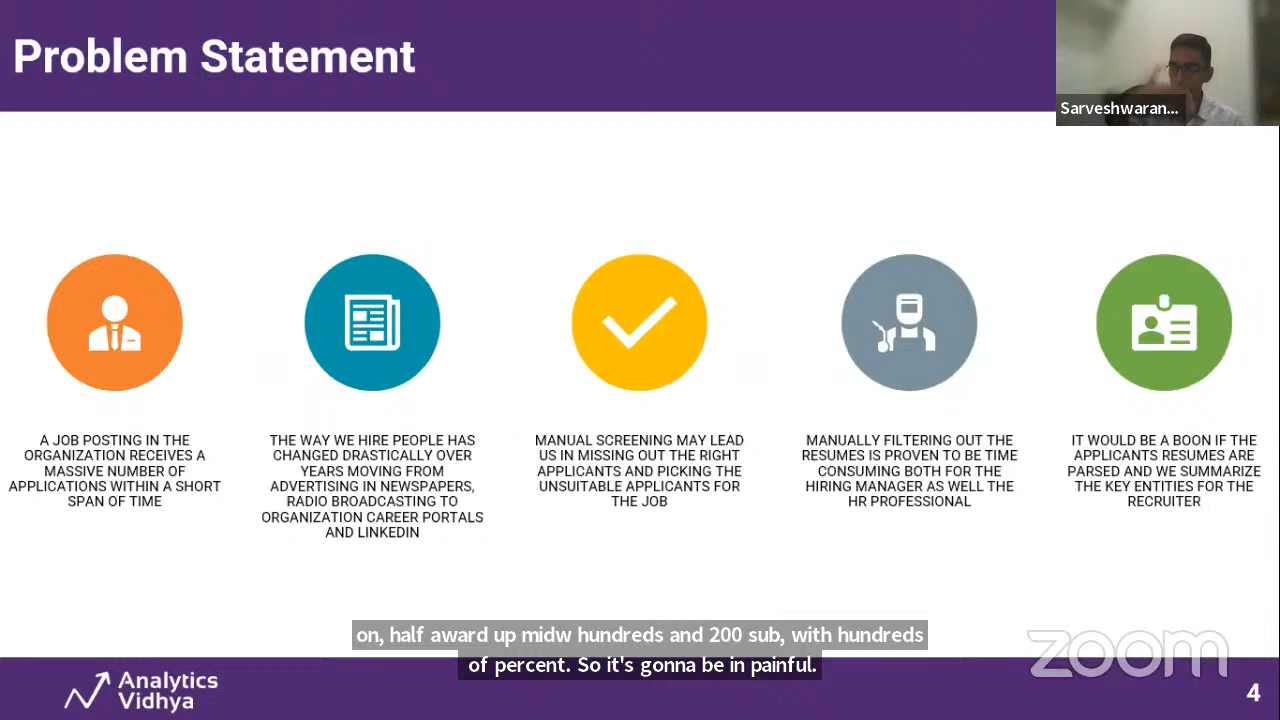 Problem Statement
Sarveshwaran...
A JOB POSTING IN THE
ORGANIZATION RECEIVES A
MASSIVE NUMBER OF
APPLICATIONS WITHIN A SHORT
SPAN OF TIME
THE WAY WE HIRE PEOPLE HAS
CHANGED DRASTICALLY OVER
YEARS MOVING FROM
ADVERTISING IN NEWSPAPERS,
RADIO BROADCASTING TO
ORGANIZATION CAREER PORTALS
AND LINKEDIN
MANUAL SCREENING MAY LEAD
US IN MISSING OUT THE RIGHT
APPLICANTS AND PICKING THE
UNSUITABLE APPLICANTS FOR
THE JOB
MANUALLY FILTERING OUT THE
RESUMES IS PROVEN TO BE TIME
CONSUMING BOTH FOR THE
HIRING MANAGER AS WELL THE
HR PROFESSIONAL
IT WOULD BE A BOON IF THE
APPLICANTS RESUMES ARE
PARSED AND WE SUMMARIZE
THE KEY ENTITIES FOR THE
RECRUITER
on, half award up midw hundreds and 200 sub, with hundreds
of percent. So it's gonna be in painful.
zoom
Analytics
Vidhya
4